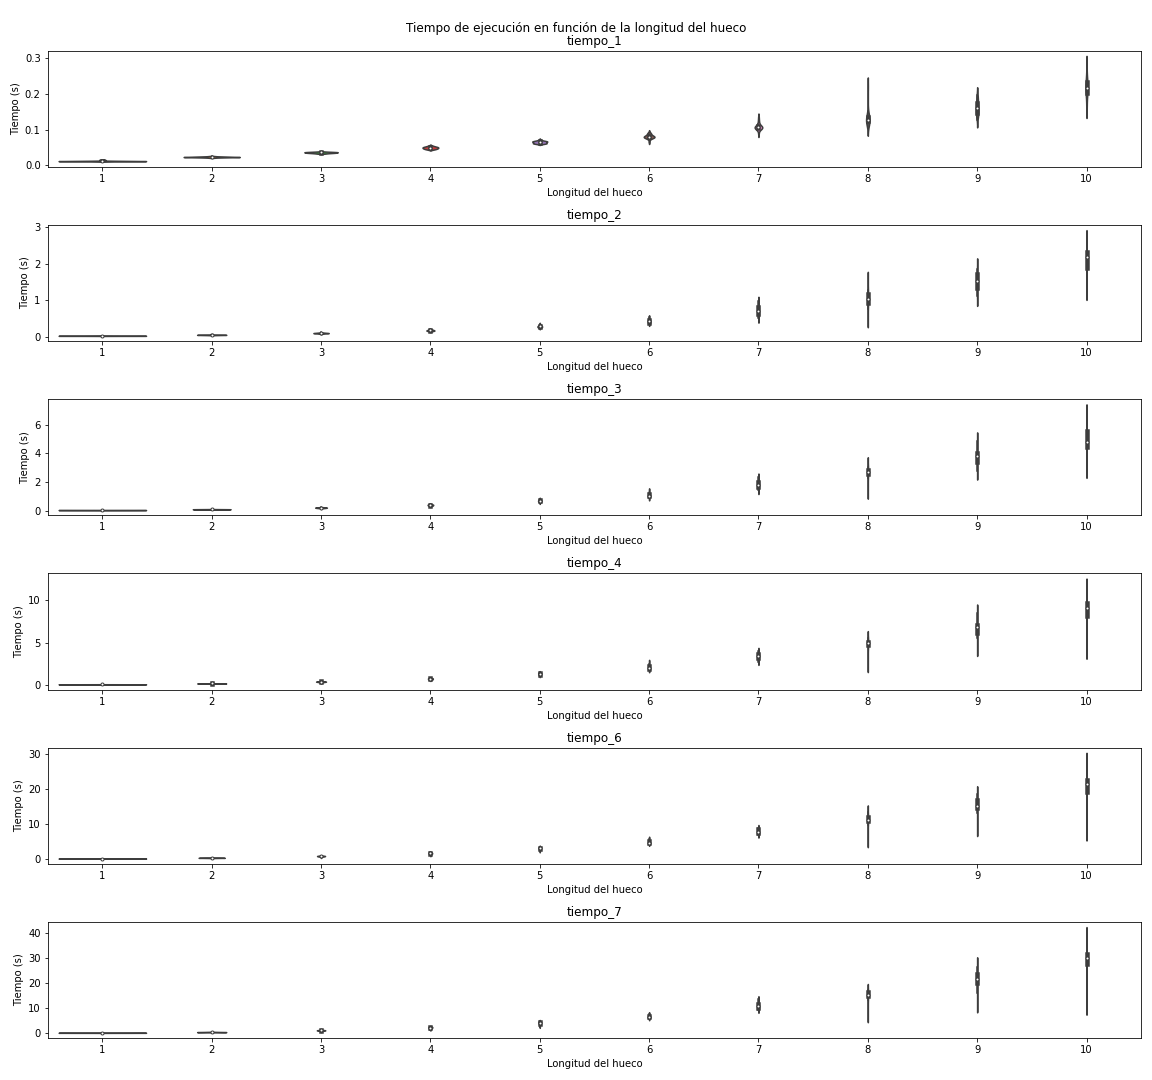 Tiempo de ejecución en función de la longitud del hueco
tiempo_1
0.3
0.2
0.1
0.0
Tiempo (s)
1 2 3 4 5 6 7 8 9 10
Longitud del hueco
tiempo_2
3
2
1
0
Tiempo (s)
1 2 3 4 5 6 7 8 9 10
Longitud del hueco
tiempo_3
6
4
2
0
Tiempo (s)
1 2 3 4 5 6 7 8 9 10
Longitud del hueco
tiempo_4
10
5
0
Tiempo (s)
1 2 3 4 5 6 7 8 9 10
Longitud del hueco
tiempo_6
30
20
10
0
Tiempo (s)
1 2 3 4 5 6 7 8 9 10
Longitud del hueco
tiempo_7
40
30
20
10
0
Tiempo (s)
1 2 3 4 5 6 7 8 9 10
Longitud del hueco